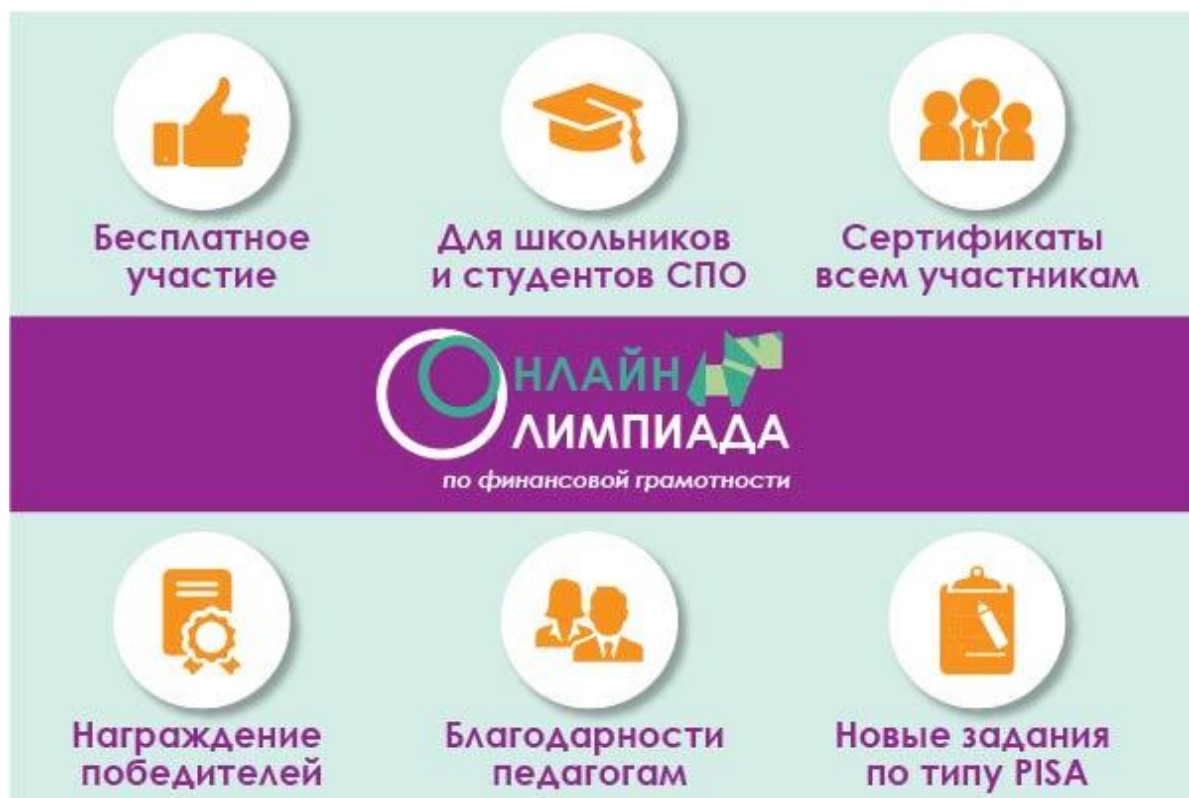 Бесплатное
участие
Для школьников
и студентов СПО
Сертификаты
всем участникам
ОНЛАЙН
ОЛИМПИАДА
по финансовой грамотности
Награждение
победителей
Благодарности
педагогам
Новые задания
по типу PISA